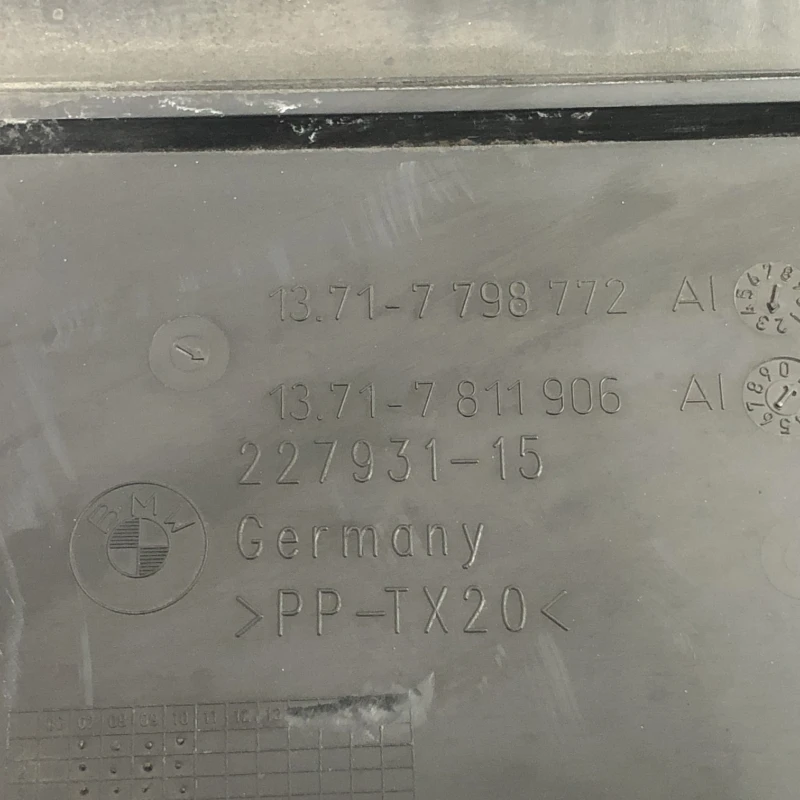 13.71-7 798 772 AI
13.71-7 811 906 AI
227931-15
BMW
Germany
>PP-TX20<